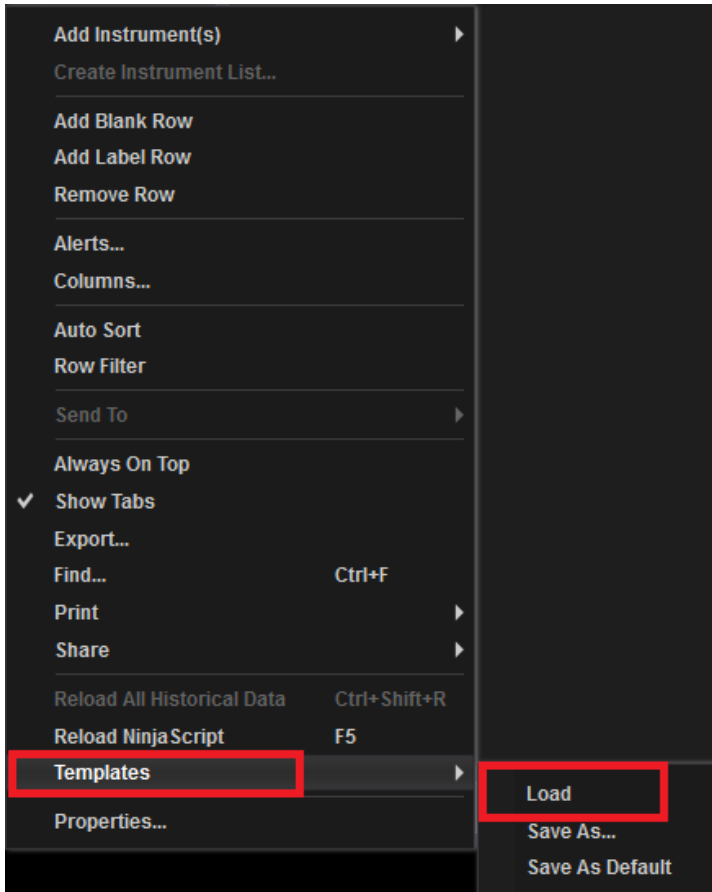 Add Instrument(s)
Create Instrument List...
Add Blank Row
Add Label Row
Remove Row
Alerts...
Columns...
Auto Sort
Row Filter
Send To
Always On Top
Show Tabs
Export...
Find... Ctrl+F
Print
Share
Reload All Historical Data Ctrl+Shift+R
Reload NinjaScript F5
Templates
Properties...
Load
Save As...
Save As Default